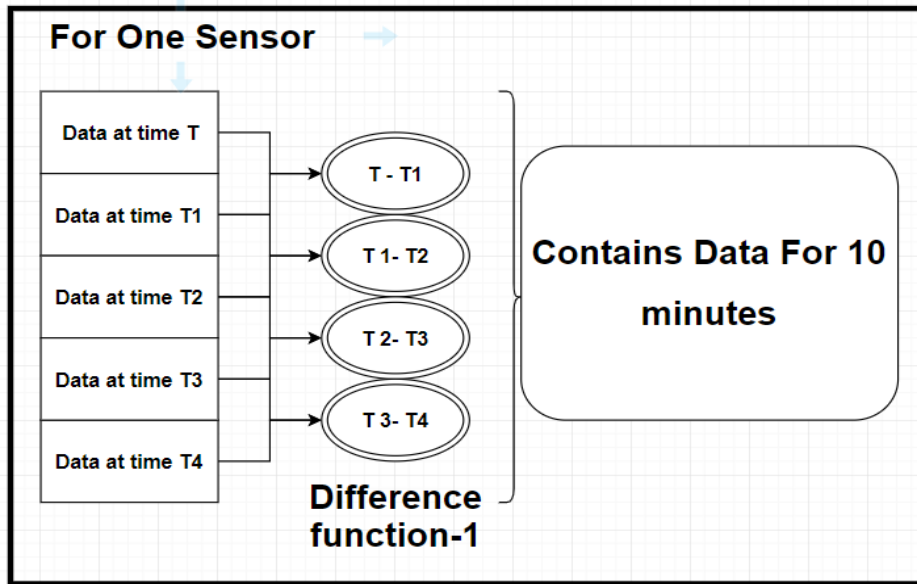 For One Sensor
Data at time T
Data at time T1
Data at time T2
Data at time T3
Data at time T4
T - T1
T 1- T2
T 2- T3
T 3- T4
Difference
function-1
Contains Data For 10
minutes